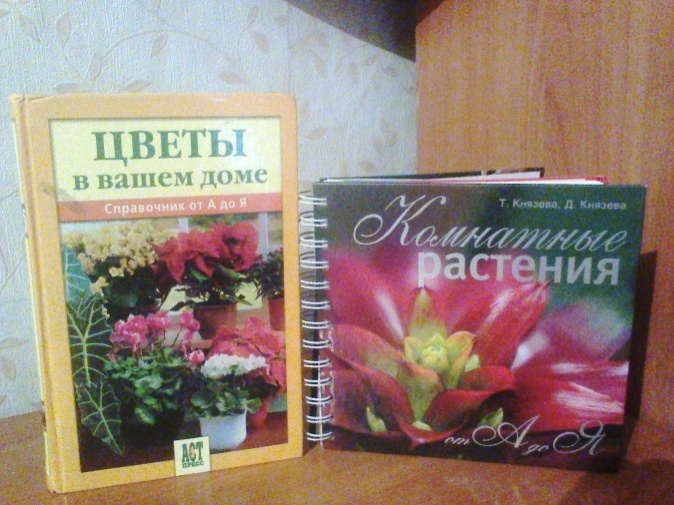 ЦВЕТЫ
в вашем доме
Справочник от А до Я
АСТ
ПРЕСС
Т. Князева, Д. Князева
Комнатные
растения
от А до Я